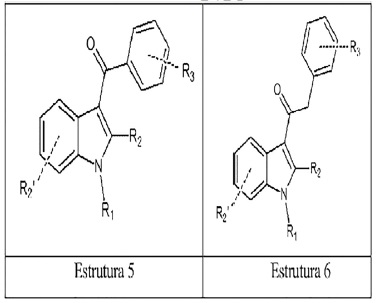 O
R₃
R₂
N
R₂'
R₁
O
R₃
R₂
N
R₂'
R₁
Estrutura 5
Estrutura 6